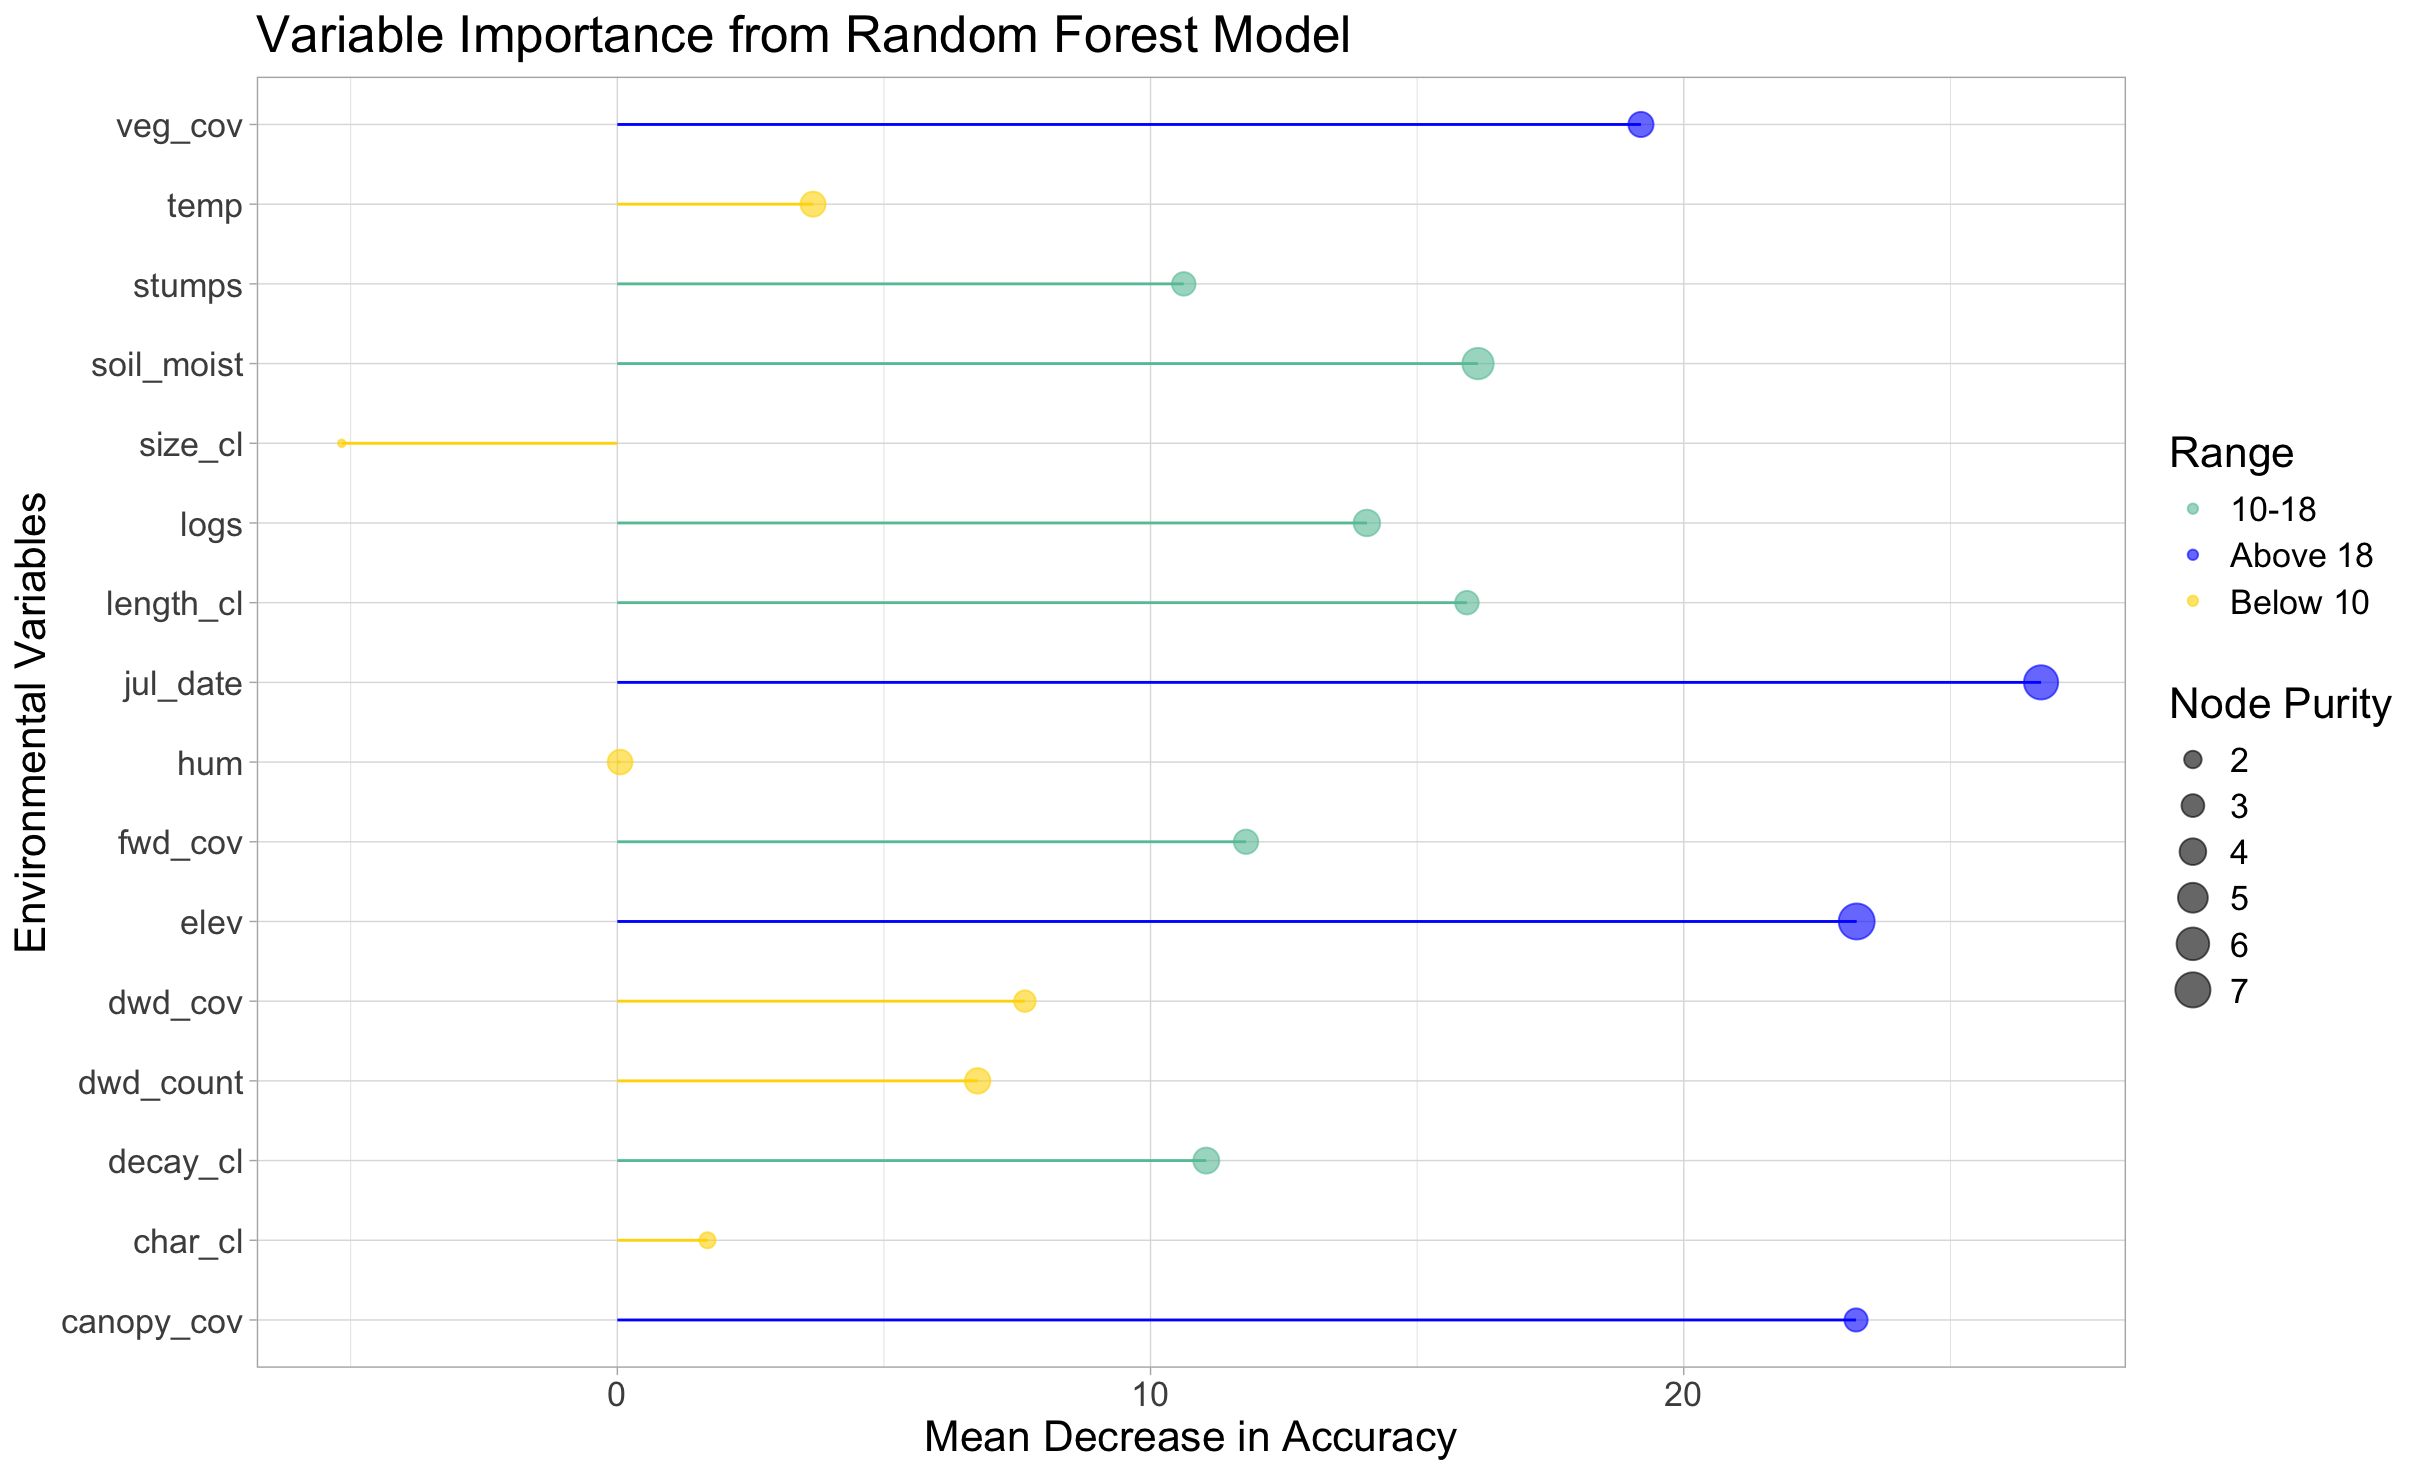 Variable Importance from Random Forest Model
Environmental Variables
veg_cov
temp
stumps
soil_moist
size_cl
logs
length_cl
jul_date
hum
fwd_cov
elev
dwd_cov
dwd_count
decay_cl
char_cl
canopy_cov
0 10 20
Mean Decrease in Accuracy
Range
10-18
Above 18
Below 10
Node Purity
2
3
4
5
6
7